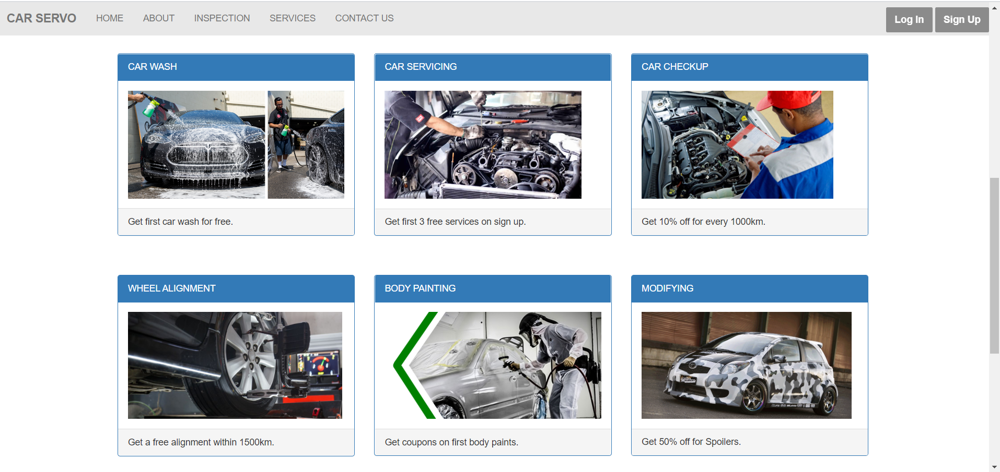 CAR SERVO HOME ABOUT INSPECTION SERVICES CONTACT US Log In Sign Up
CAR WASH
Get first car wash for free.
CAR SERVICING
Get first 3 free services on sign up.
CAR CHECKUP
Get 10% off for every 1000km.
WHEEL ALIGNMENT
Get a free alignment within 1500km.
BODY PAINTING
Get coupons on first body paints.
MODIFYING
Get 50% off for Spoilers.